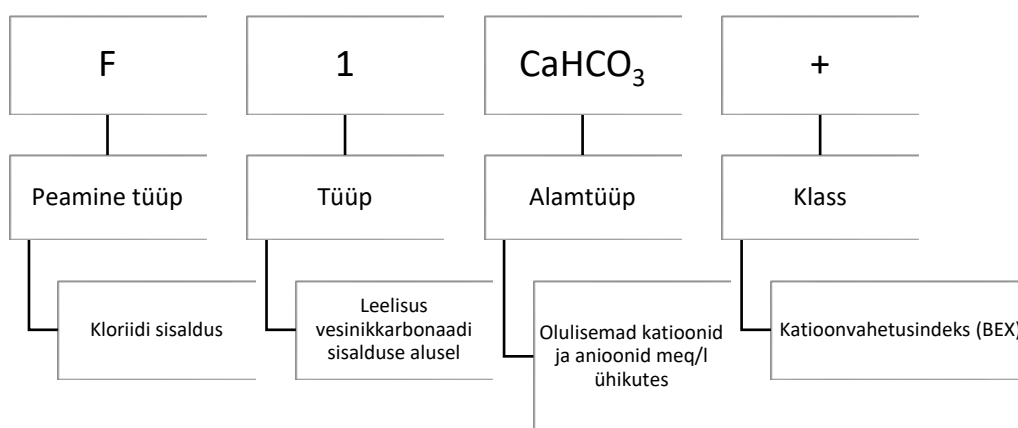 F
1
CaHCO₃
+
Peamine tüüp
Tüüp
Alamtüüp
Klass
Kloriidi sisaldus
Leelisus
vesinikkarbonaadi
sisalduse alusel
Olulisemad katioonid
ja anioonid meq/l
ühikutes
Katioonvahetusindeks (BEX)